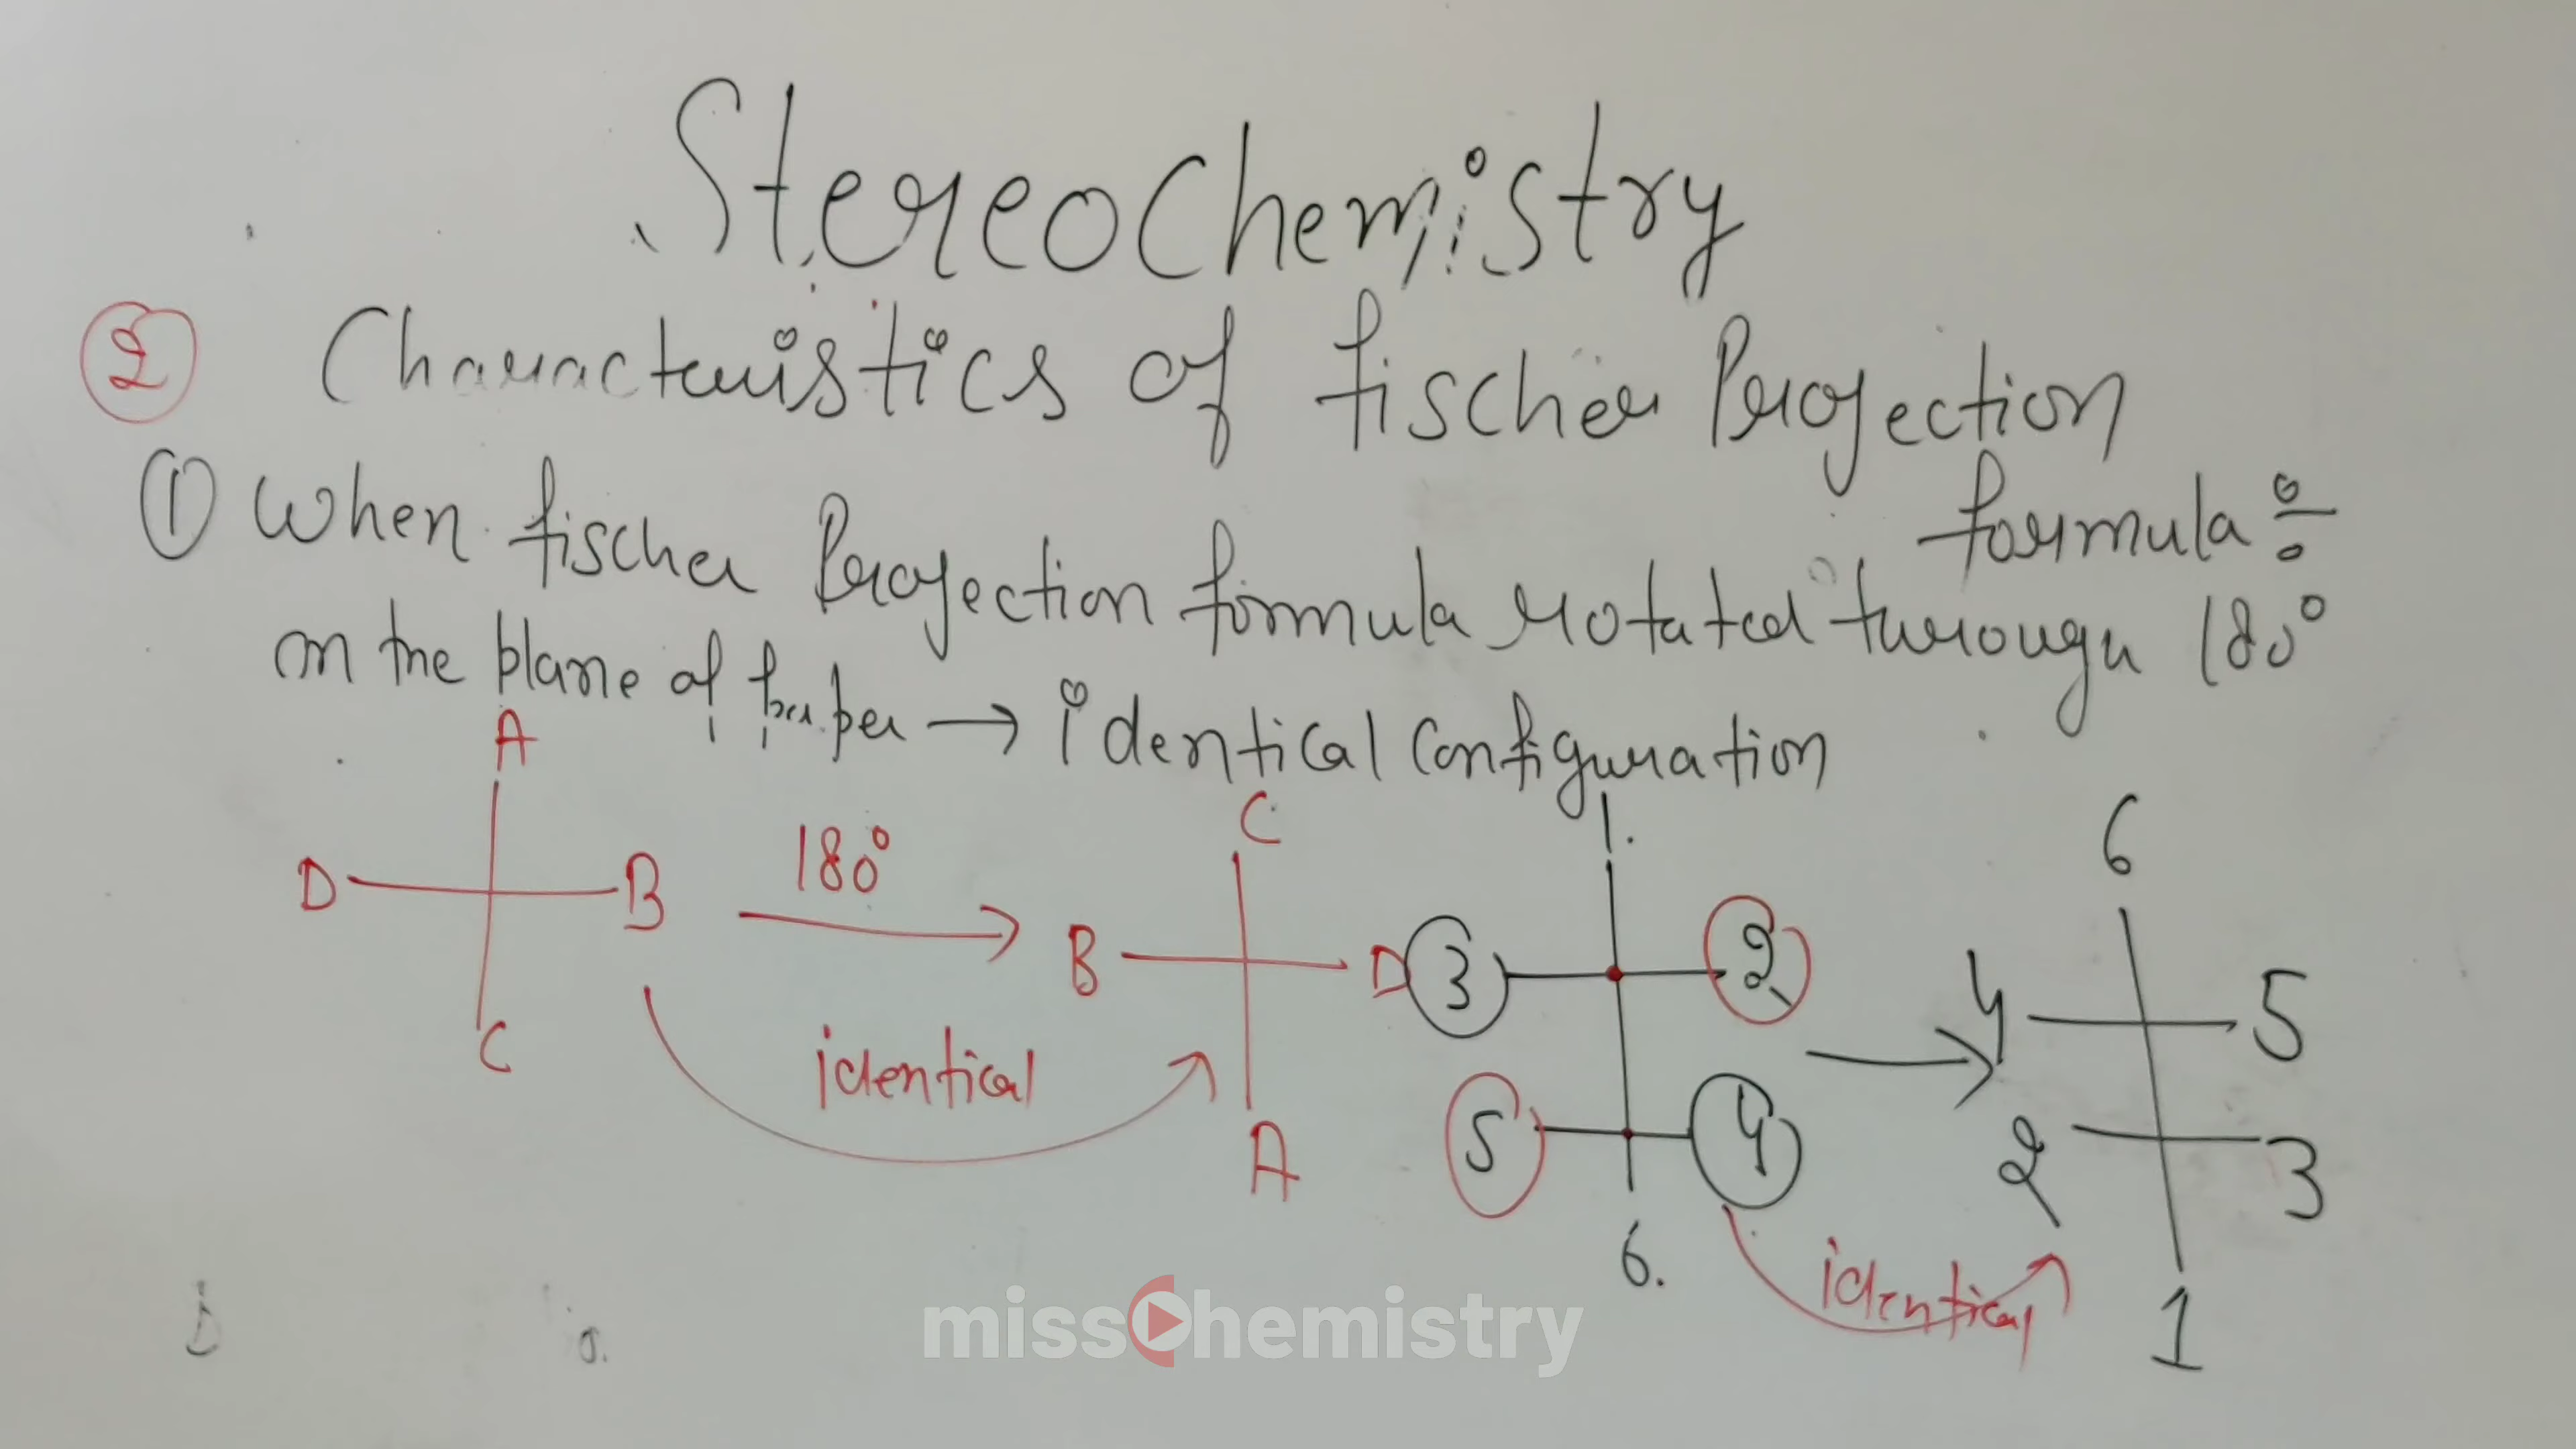 StereoChemistry
2 Characteristics of fischer Projection
formula ÷
① When fischer Projection formula rotated through 180°
on the plane of paper → identical Configuration
A
D B
C
180°
identical
C
B D
A
1.
3 2
5 4
6.
→
identical
6
4 5
2 3
1
missChemistry